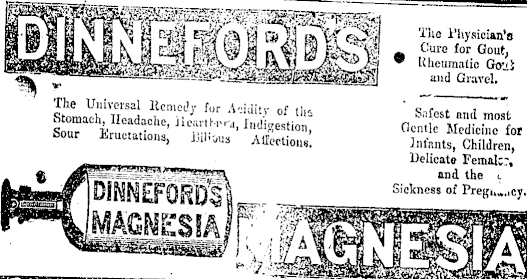 DINNEFORD'S
The Universal Remedy for Acidity of the
Stomach, Headache, Heartburn, Indigestion,
Sour Eructations, Bilious Affections.
The Physician's
Cure for Gout,
Rheumatic Gout
and Gravel.
Safest and most
Gentle Medicine for
Infants, Children,
Delicate Females,
and the
Sickness of Pregnancy.
DINNEFORD'S
MAGNESIA
MAGNESIA